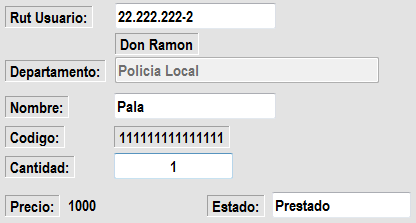 Rut Usuario: 22.222.222-2
Don Ramon
Departamento: Policia Local
Nombre: Pala
Codigo: 111111111111111
Cantidad: 1
Precio: 1000 Estado: Prestado